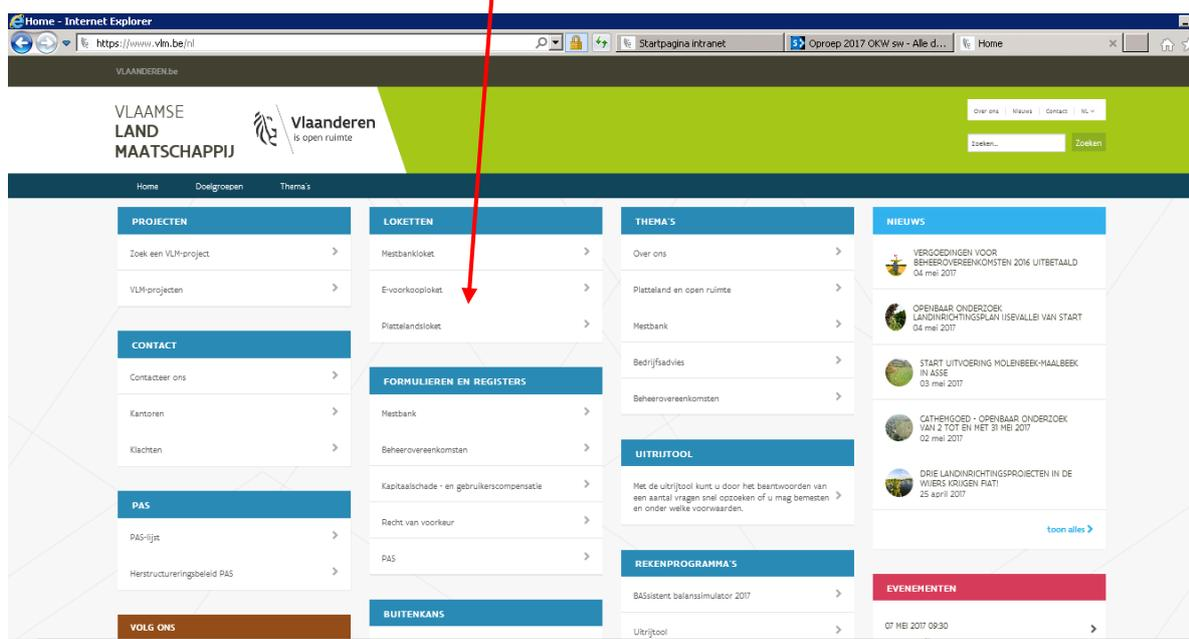 Home - Internet Explorer
https://www.vlm.be/nl
Startpagina intranet
Oproep 2017 OKW sw - Alle d...
Home
VLAANDEREN.be
VLAAMSE
LAND
MAATSCHAPPIJ
Vlaanderen
is open ruimte
Over ons
Nieuws
Contact
NL
Zoeken...
Zoeken
Home
Doelgroepen
Thema's
PROJECTEN
Zoek een VLM-project
VLM-projecten
CONTACT
Contacteer ons
Kantoren
Klachten
PAS
PAS-lijst
Herstructureringsbeleid PAS
VOLG ONS
LOKETTEN
Mestbankloket
E-voorkooploket
Plattelandsloket
FORMULIEREN EN REGISTERS
Mestbank
Beheerovereenkomsten
Kapitaalschade - en gebruikerscompensatie
Recht van voorkeur
PAS
BUITENKANS
THEMA'S
Over ons
Platteland en open ruimte
Mestbank
Bedrijfsadvies
Beheerovereenkomsten
UITRIJTOOL
Met de uitrijtool kunt u door het beantwoorden van
een aantal vragen snel opzoeken of u mag bemesten
en onder welke voorwaarden.
REKENPROGRAMMA'S
BASsistent balanssimulator 2017
Uitrijtool
NIEUWS
VERGOEDINGEN VOOR
BEHEEROVEREENKOMSTEN 2016 UITBETAALD
04 mei 2017
OPENBAAR ONDERZOEK
LANDINRICHTINGSPLAN IJSEVALLEI VAN START
04 mei 2017
START UITVOERING MOLENBEEK-MAALBEEK
IN ASSE
03 mei 2017
CATHEMGOED - OPENBAAR ONDERZOEK
VAN 2 TOT EN MET 31 MEI 2017
02 mei 2017
DRIE LANDINRICHTINGSPROJECTEN IN DE
WIJERS KRIJGEN FIAT!
25 april 2017
toon alles
EVENEMENTEN
07 MEI 2017 09:30